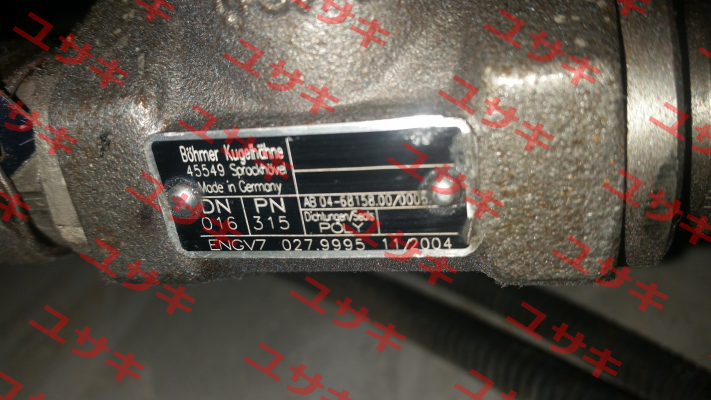 Böhmer Kugelhähne
45549 Sprockhövel
Made in Germany
DN PN
016 315
AB 04-68158.00/0006
Dichtungen/Seals
POLY
ENGV7 027.9995 11/2004
ユサキ